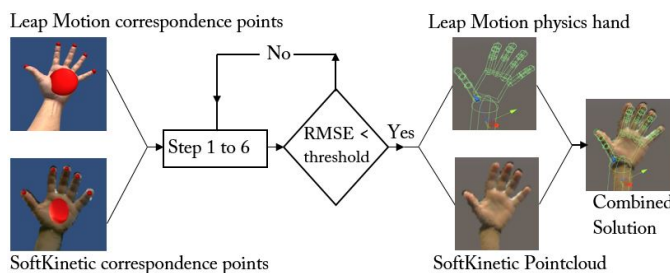 Leap Motion correspondence points
Leap Motion physics hand
No
Step 1 to 6
RMSE <
threshold
Yes
Combined
Solution
SoftKinetic correspondence points
SoftKinetic Pointcloud